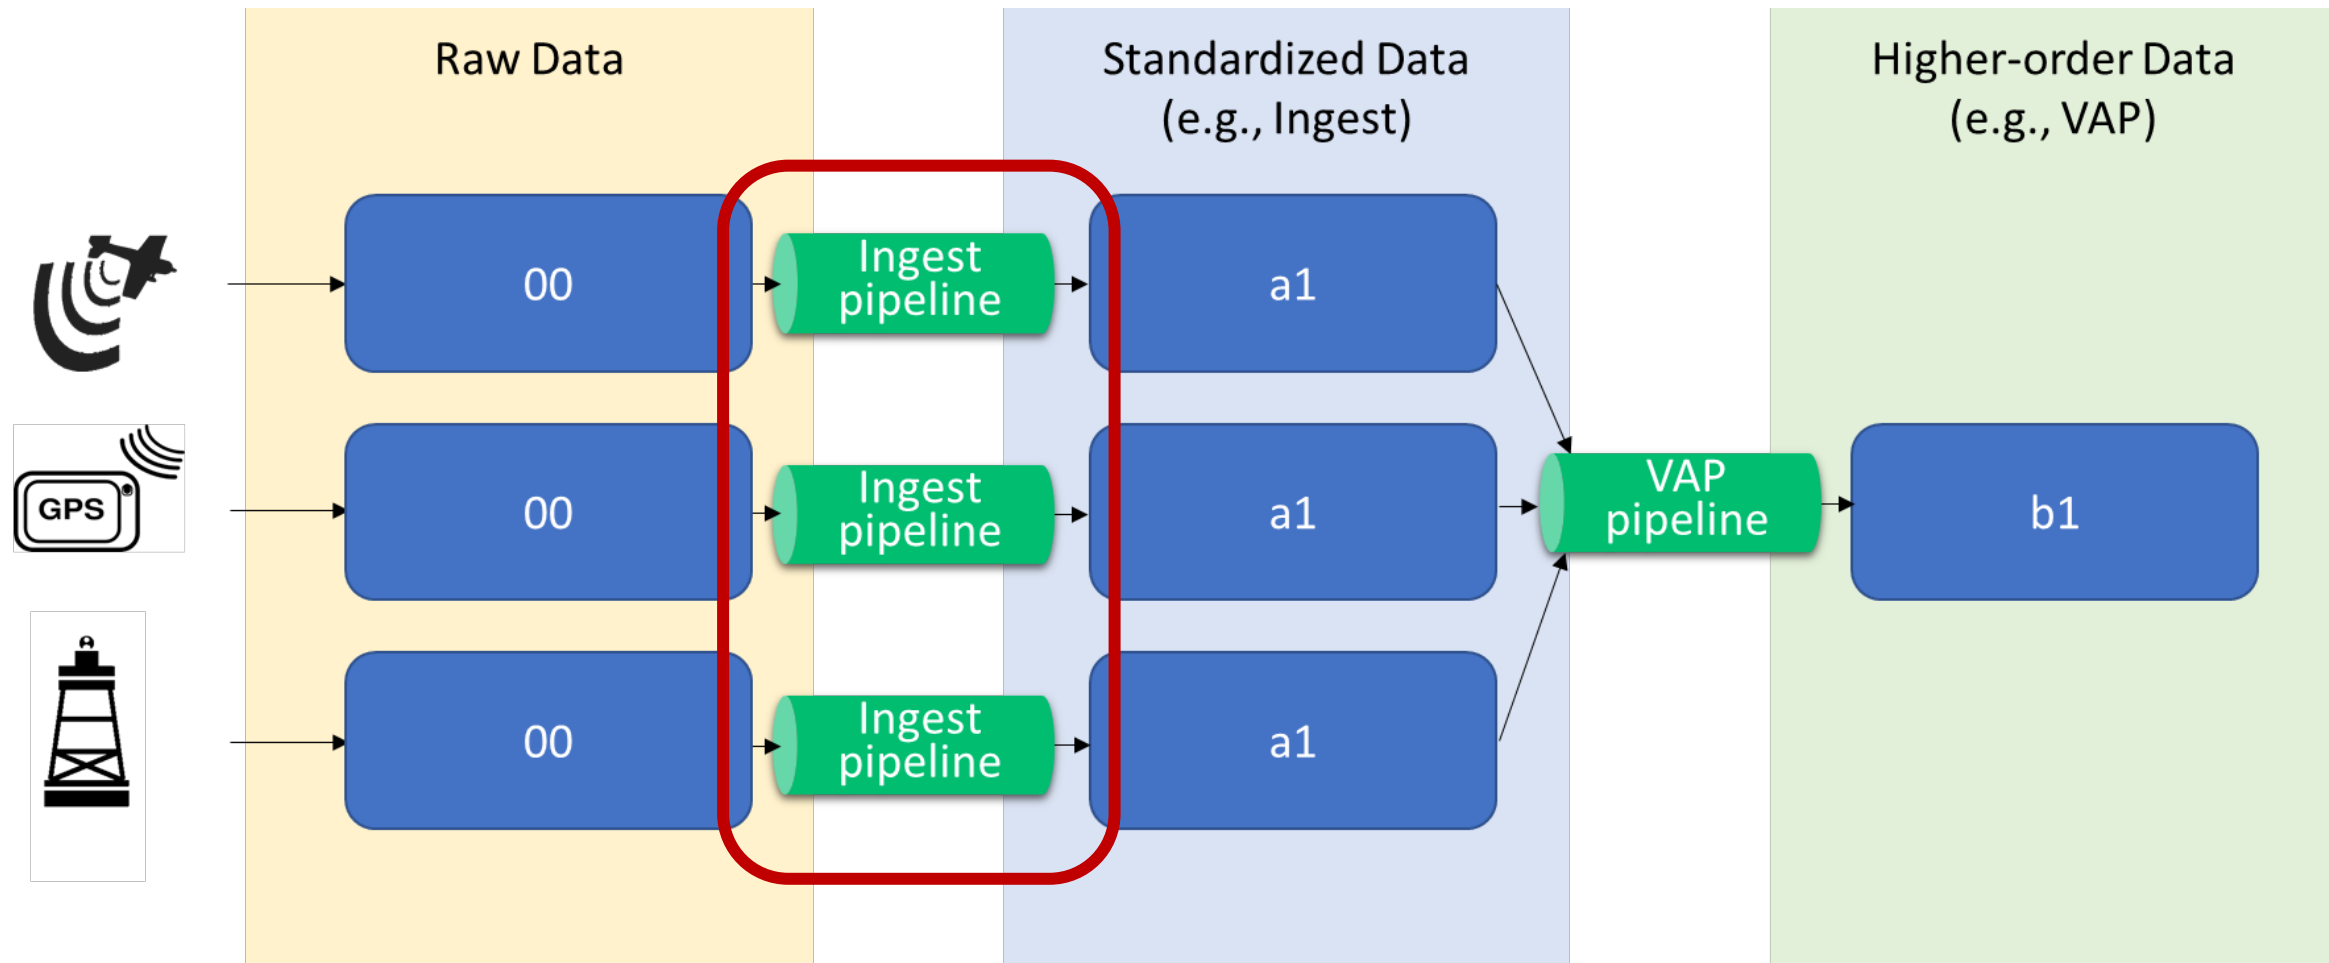 Raw Data
Standardized Data
(e.g., Ingest)
Higher-order Data
(e.g., VAP)
00
Ingest
pipeline
a1
GPS
00
Ingest
pipeline
a1
VAP
pipeline
b1
00
Ingest
pipeline
a1